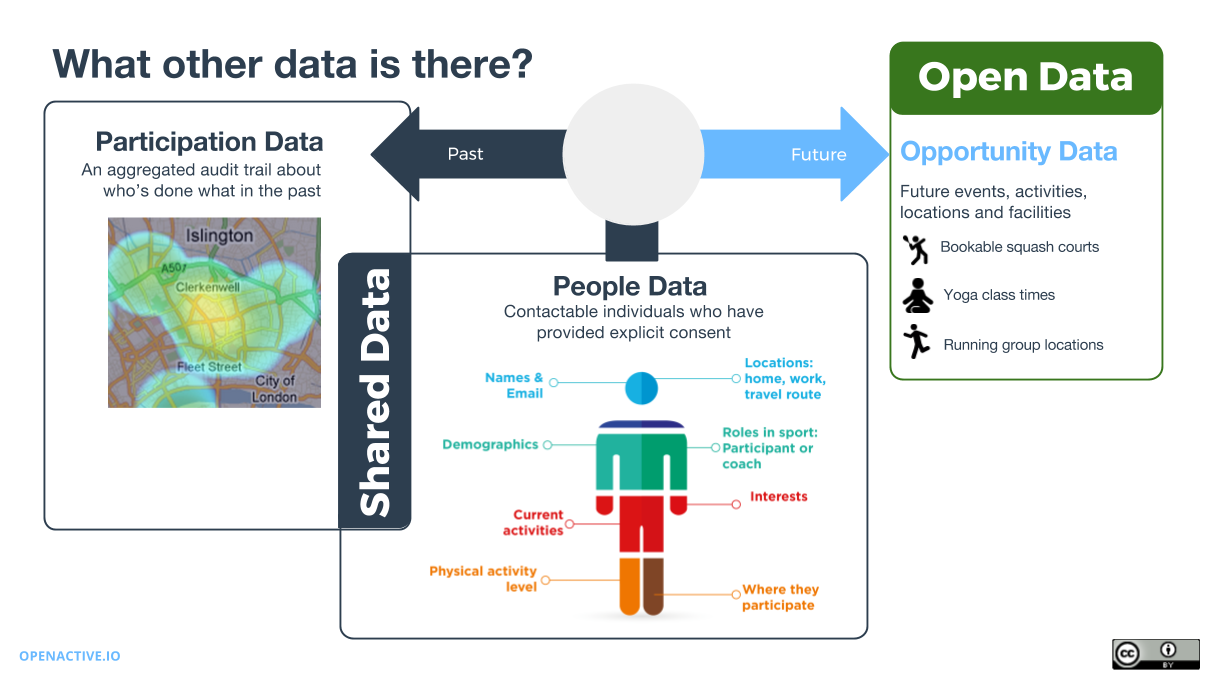 What other data is there?
Participation Data
An aggregated audit trail about
who's done what in the past
Islington
A501
Clerkenwell
Fleet Street
City of
London
Past
Future
Open Data
Opportunity Data
Future events, activities,
locations and facilities
Bookable squash courts
Yoga class times
Running group locations
Shared Data
People Data
Contactable individuals who have
provided explicit consent
Names &
Email
Locations:
home, work,
travel route
Demographics
Roles in sport:
Participant or
coach
Interests
Current
activities
Physical activity
level
Where they
participate
OPENACTIVE.IO
cc
BY